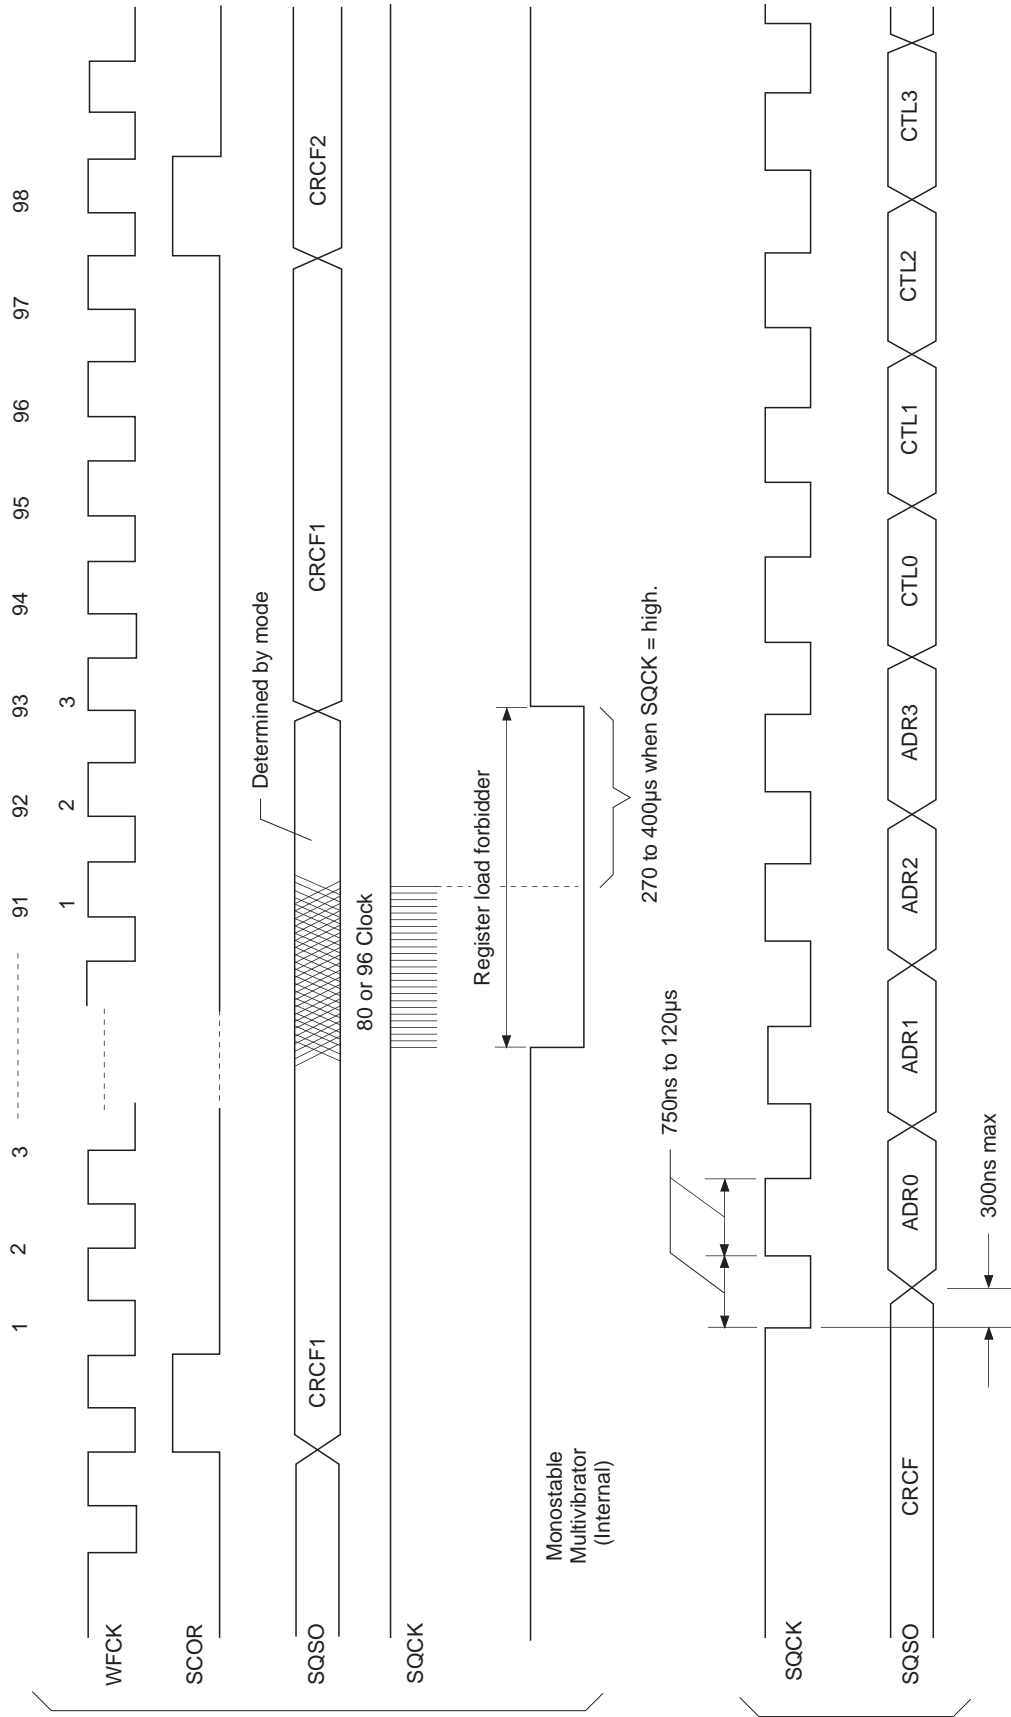 1 2 3 91 92 93 94 95 96 97 98
1 2 3
WFCK
SCOR
Determined by mode
SQSO CRCF1 CRCF1 CRCF2
80 or 96 Clock
SQCK
Register load forbidder
Monostable
Multivibrator
(Internal)
270 to 400µs when SQCK = high.
750ns to 120µs
SQCK
SQSO CRCF ADR0 ADR1 ADR2 ADR3 CTL0 CTL1 CTL2 CTL3
300ns max